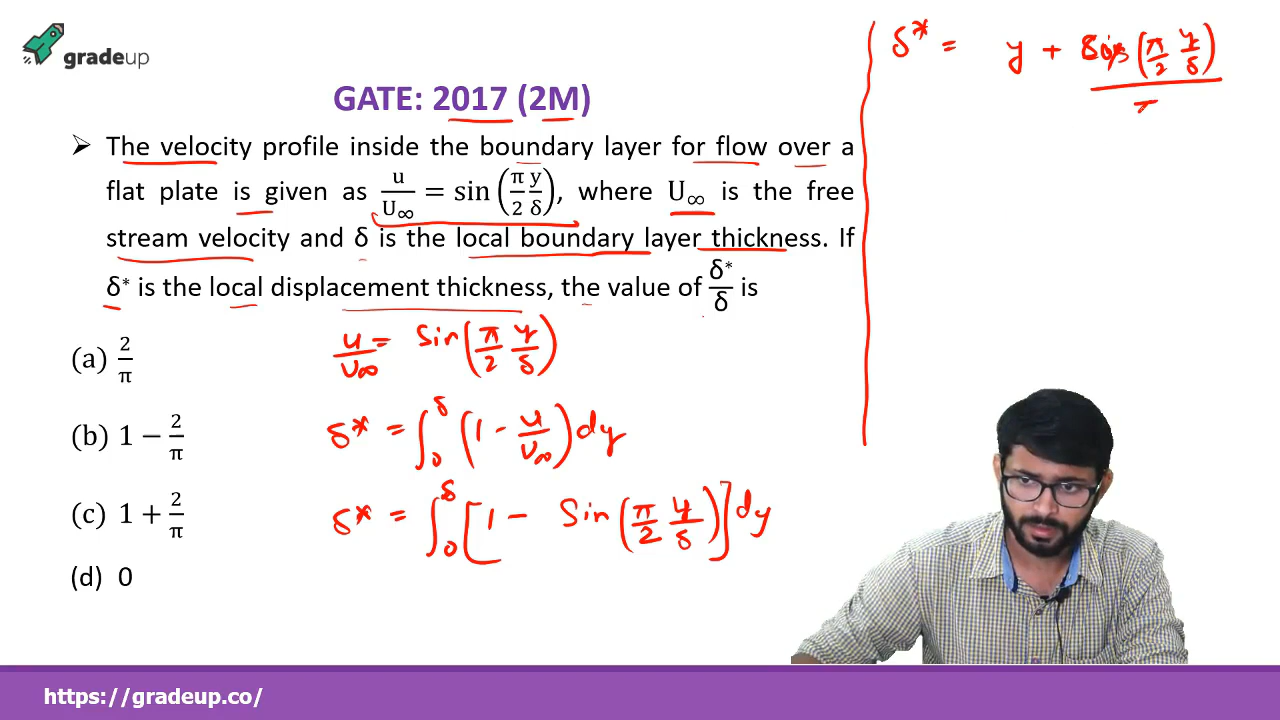 gradeup
GATE: 2017 (2M)
➢ The velocity profile inside the boundary layer for flow over a
flat plate is given as u/U∞ = sin(π/2 y/δ), where U∞ is the free
stream velocity and δ is the local boundary layer thickness. If
δ* is the local displacement thickness, the value of δ*/δ is
(a) 2/π
(b) 1 − 2/π
(c) 1 + 2/π
(d) 0
u/U∞ = Sin(π/2 y/δ)
δ* = ∫₀^δ (1 - u/U∞) dy
δ* = ∫₀^δ [1 - Sin(π/2 y/δ)] dy
δ* = y + (π/2 y/δ)
https://gradeup.co/